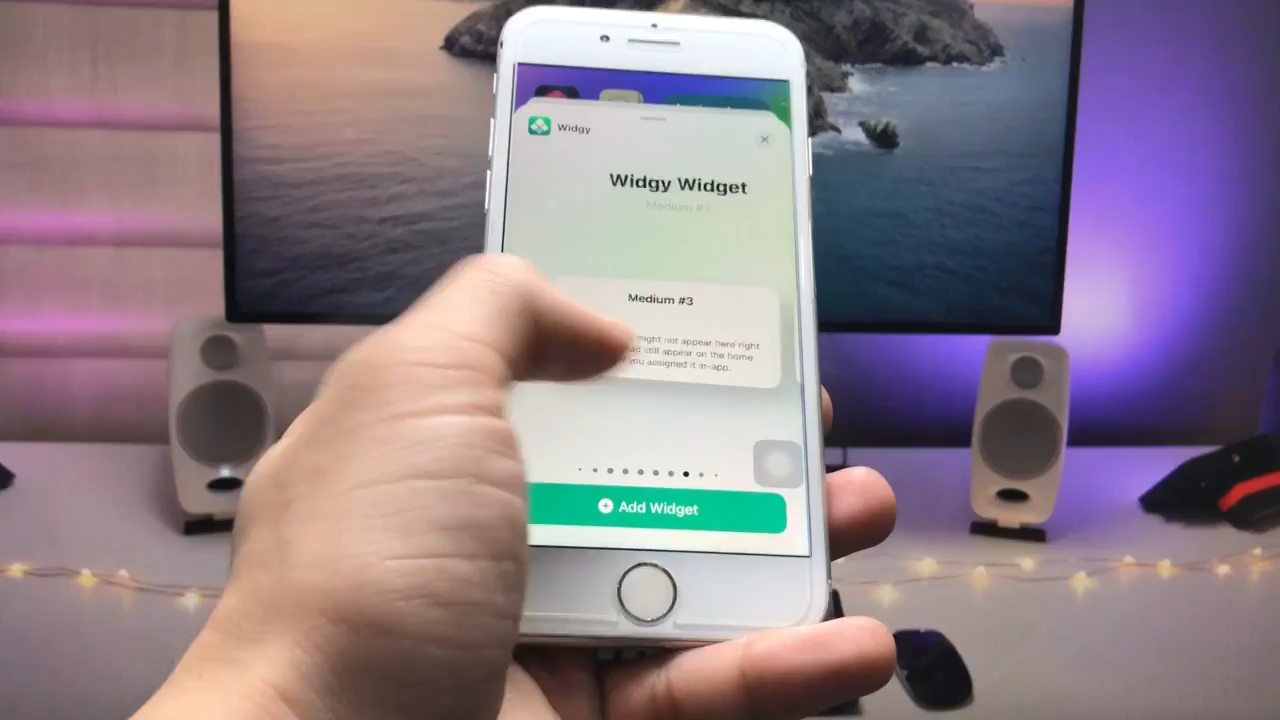 Widgy
Widgy Widget
Medium #3
Medium #3
might not appear here right
still appear on the home
you assigned it in-app.
Add Widget